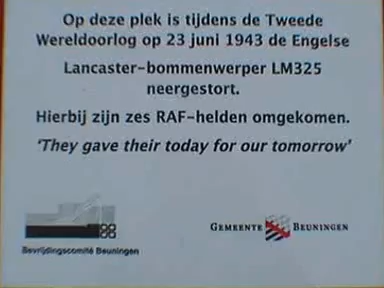 Op deze plek is tijdens de Tweede
Wereldoorlog op 23 juni 1943 de Engelse
Lancaster-bommenwerper LM325
neergestort.
Hierbij zijn zes RAF-helden omgekomen.
‘They gave their today for our tomorrow’
Bevrijdingscomité Beuningen
GEMEENTE BEUNINGEN